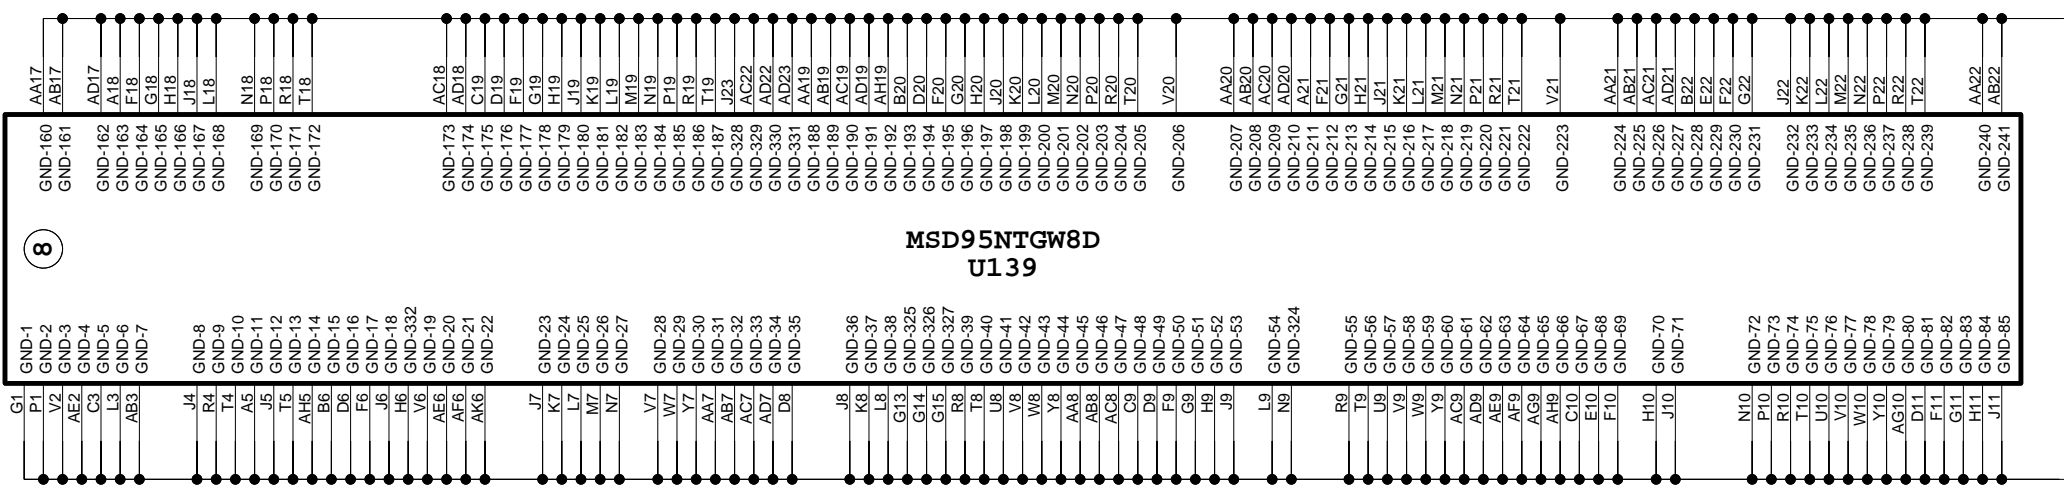 AA17 AB17 AD17 A18 F18 G18 H18 J18 L18 N18 P18 R18 T18 AC18 AD18 C19 D19 F19 G19 H19 J19 K19 L19 M19 N19 P19 R19 T19 J23 AC22 AD22 AD23 AA19 AB19 AC19 AD19 AH19 B20 D20 F20 G20 H20 J20 K20 L20 M20 N20 P20 R20 T20 V20 AA20 AB20 AC20 AD20 A21 F21 G21 H21 J21 K21 L21 M21 N21 P21 R21 T21 V21 AA21 AB21 AC21 AD21 B22 E22 F22 G22 J22 K22 L22 M22 N22 P22 R22 T22 AA22 AB22
GND-160 GND-161 GND-162 GND-163 GND-164 GND-165 GND-166 GND-167 GND-168 GND-169 GND-170 GND-171 GND-172 GND-173 GND-174 GND-175 GND-176 GND-177 GND-178 GND-179 GND-180 GND-181 GND-182 GND-183 GND-184 GND-185 GND-186 GND-187 GND-328 GND-329 GND-330 GND-331 GND-188 GND-189 GND-190 GND-191 GND-192 GND-193 GND-194 GND-195 GND-196 GND-197 GND-198 GND-199 GND-200 GND-201 GND-202 GND-203 GND-204 GND-205 GND-206 GND-207 GND-208 GND-209 GND-210 GND-211 GND-212 GND-213 GND-214 GND-215 GND-216 GND-217 GND-218 GND-219 GND-220 GND-221 GND-222 GND-223 GND-224 GND-225 GND-226 GND-227 GND-228 GND-229 GND-230 GND-231 GND-232 GND-233 GND-234 GND-235 GND-236 GND-237 GND-238 GND-239 GND-240 GND-241
8
MSD95NTGW8D
U139
GND-1 GND-2 GND-3 GND-4 GND-5 GND-6 GND-7 GND-8 GND-9 GND-10 GND-11 GND-12 GND-13 GND-14 GND-15 GND-16 GND-17 GND-18 GND-332 GND-19 GND-20 GND-21 GND-22 GND-23 GND-24 GND-25 GND-26 GND-27 GND-28 GND-29 GND-30 GND-31 GND-32 GND-33 GND-34 GND-35 GND-36 GND-37 GND-38 GND-325 GND-326 GND-327 GND-39 GND-40 GND-41 GND-42 GND-43 GND-44 GND-45 GND-46 GND-47 GND-48 GND-49 GND-50 GND-51 GND-52 GND-53 GND-54 GND-324 GND-55 GND-56 GND-57 GND-58 GND-59 GND-60 GND-61 GND-62 GND-63 GND-64 GND-65 GND-66 GND-67 GND-68 GND-69 GND-70 GND-71 GND-72 GND-73 GND-74 GND-75 GND-76 GND-77 GND-78 GND-79 GND-80 GND-81 GND-82 GND-83 GND-84 GND-85
G1 P1 V2 AE2 C3 L3 AB3 J4 R4 T4 A5 J5 T5 AH5 B6 D6 F6 J6 H6 V6 AE6 AF6 AK6 J7 K7 L7 M7 N7 V7 W7 Y7 AA7 AB7 AC7 AD7 D8 J8 K8 L8 G13 G14 G15 R8 T8 U8 V8 W8 Y8 AA8 AB8 AC8 C9 D9 F9 G9 H9 J9 L9 N9 R9 T9 U9 V9 W9 Y9 AC9 AD9 AE9 AF9 AG9 AH9 C10 E10 F10 H10 J10 N10 P10 R10 T10 U10 V10 W10 Y10 AG10 D11 F11 G11 H11 J11